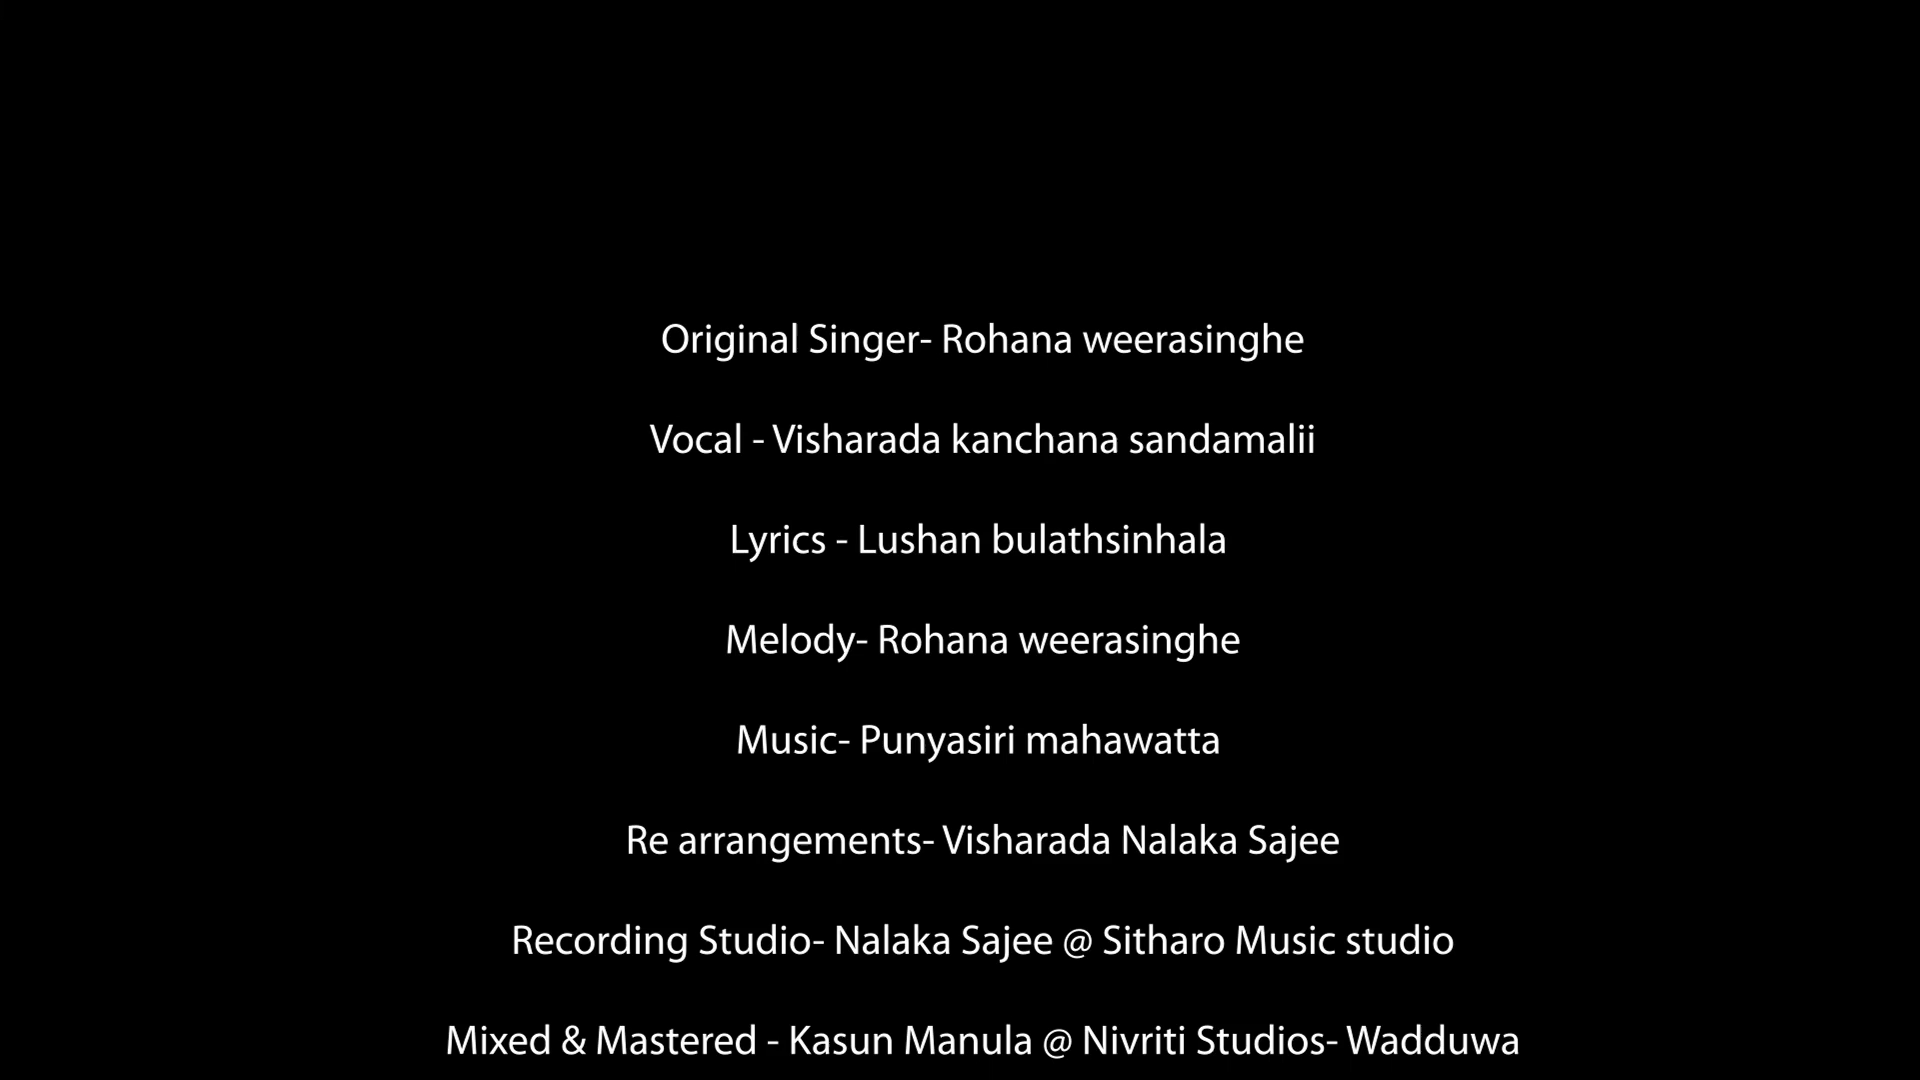 Original Singer- Rohana weerasinghe
Vocal - Visharada kanchana sandamalii
Lyrics - Lushan bulathsinhala
Melody- Rohana weerasinghe
Music- Punyasiri mahawatta
Re arrangements- Visharada Nalaka Sajee
Recording Studio- Nalaka Sajee @ Sitharo Music studio
Mixed & Mastered - Kasun Manula @ Nivriti Studios- Wadduwa